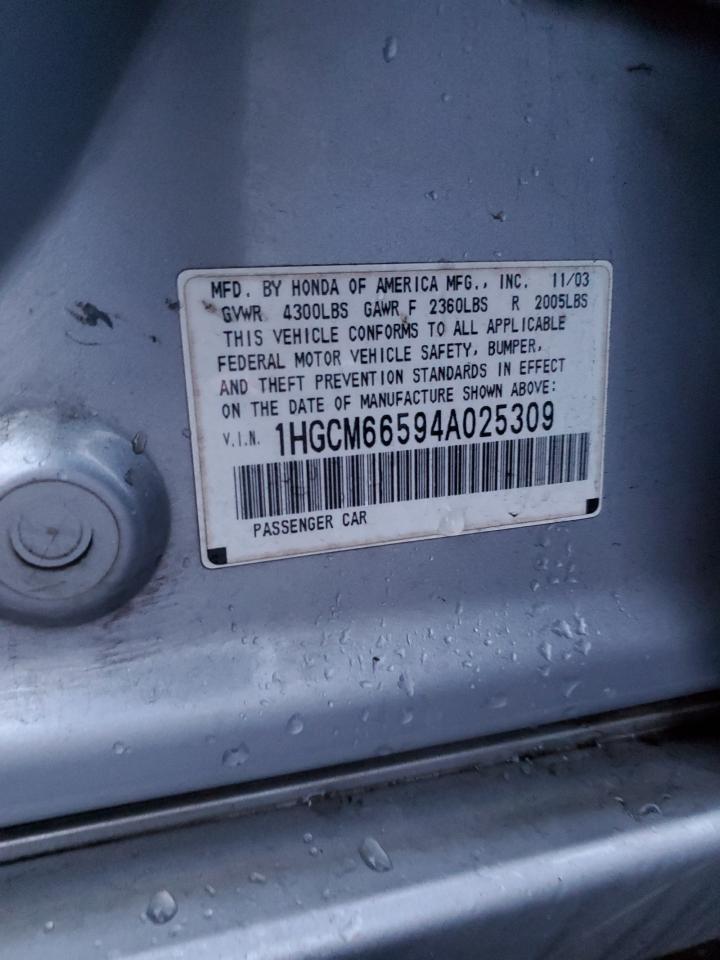 MFD. BY HONDA OF AMERICA MFG., INC. 11/03
GVWR 4300LBS GAWR F 2360LBS R 2005LBS
THIS VEHICLE CONFORMS TO ALL APPLICABLE
FEDERAL MOTOR VEHICLE SAFETY, BUMPER,
AND THEFT PREVENTION STANDARDS IN EFFECT
ON THE DATE OF MANUFACTURE SHOWN ABOVE:
V.I.N. 1HGCM66594A025309
PASSENGER CAR